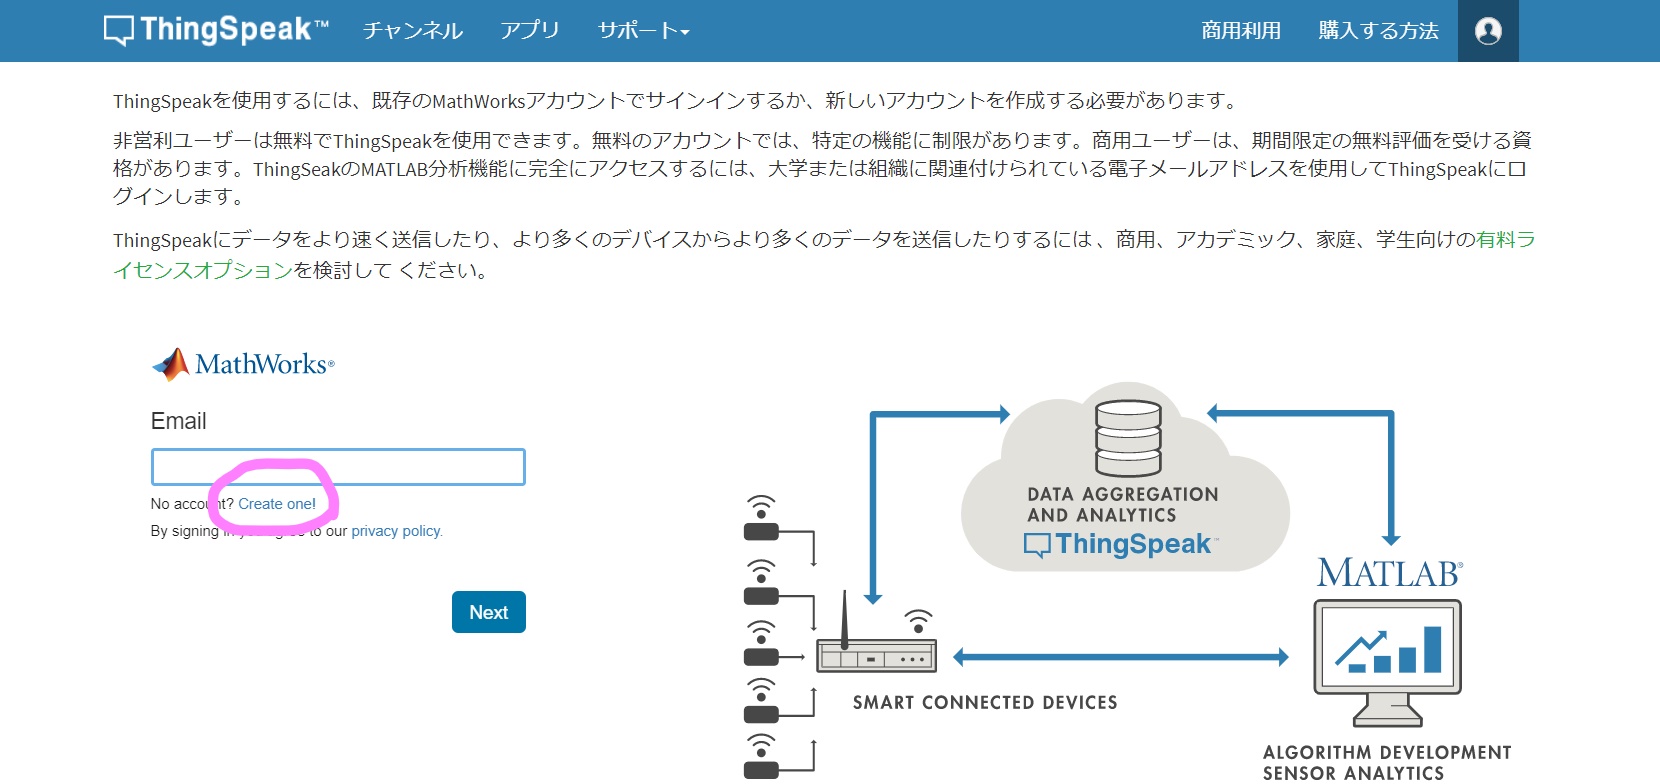 ThingSpeak™ チャンネル アプリ サポート 商用利用 購入する方法
ThingSpeakを使用するには、既存のMathWorksアカウントでサインインするか、新しいアカウントを作成する必要があります。
非営利ユーザーは無料でThingSpeakを使用できます。無料のアカウントでは、特定の機能に制限があります。商用ユーザーは、期間限定の無料評価を受ける資
格があります。ThingSeakのMATLAB分析機能に完全にアクセスするには、大学または組織に関連付けられている電子メールアドレスを使用してThingSpeakにロ
グインします。
ThingSpeakにデータをより速く送信したり、より多くのデバイスからより多くのデータを送信したりするには 、商用、アカデミック、家庭、学生向けの有料ラ
イセンスオプションを検討して ください。
MathWorks®
Email
No account? Create one!
By signing in you agree to our privacy policy.
Next
DATA AGGREGATION
AND ANALYTICS
ThingSpeak™
MATLAB®
SMART CONNECTED DEVICES
ALGORITHM DEVELOPMENT
SENSOR ANALYTICS